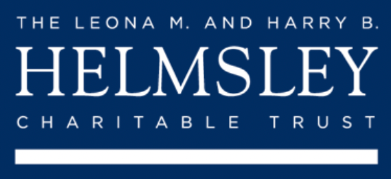 THE LEONA M. AND HARRY B.
HELMSLEY
CHARITABLE TRUST